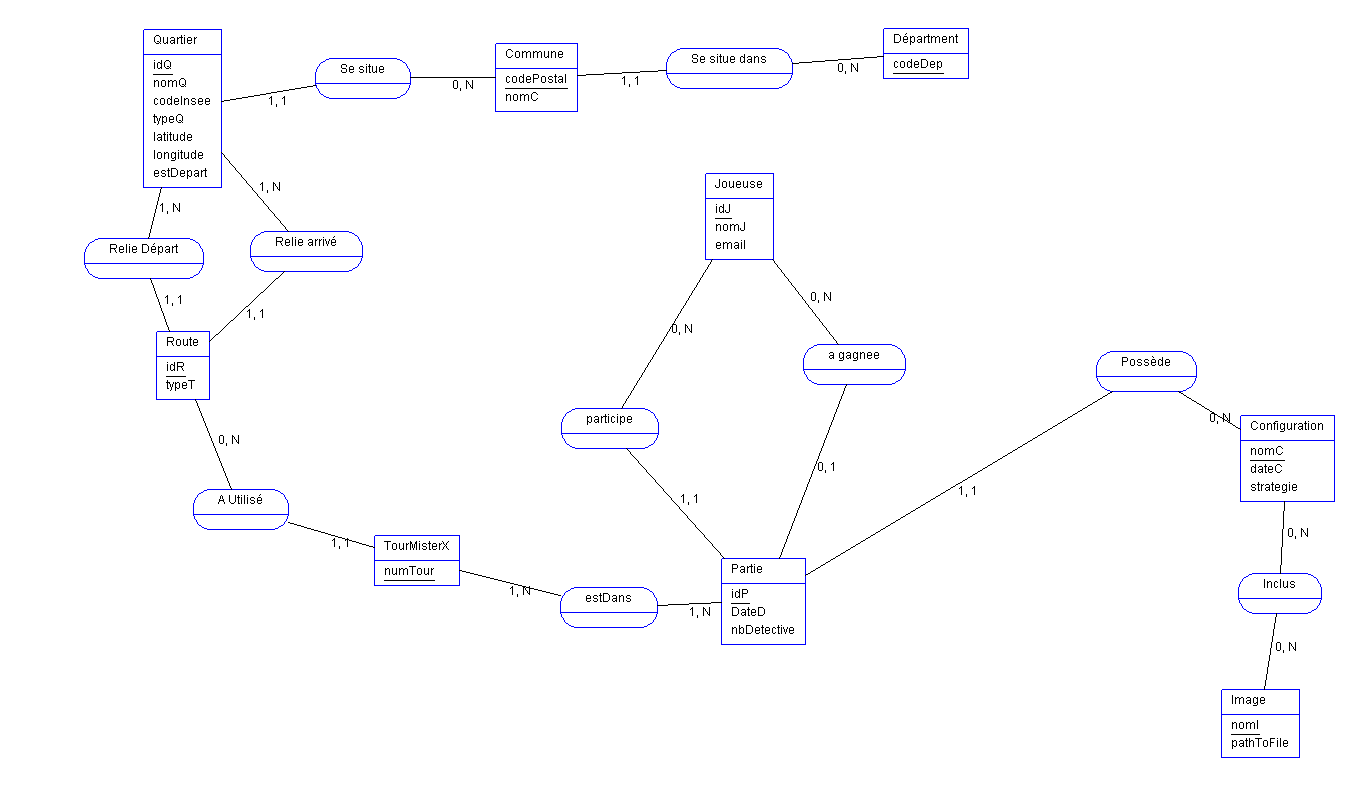 Quartier
idQ
nomQ
codeInsee
typeQ
latitude
longitude
estDepart
1, 1
Se situe
0, N
Commune
codePostal
nomC
1, 1
Se situe dans
0, N
Départment
codeDep
1, N
1, N
Relie Départ
Relie arrivé
1, 1
1, 1
Route
idR
typeT
0, N
A Utilisé
1, 1
TourMisterX
numTour
1, N
estDans
1, N
Joueuse
idJ
nomJ
email
0, N
0, N
participe
a gagnee
1, 1
0, 1
Partie
idP
DateD
nbDetective
1, 1
Possède
0, N
Configuration
nomC
dateC
strategie
0, N
Inclus
0, N
Image
nomI
pathToFile